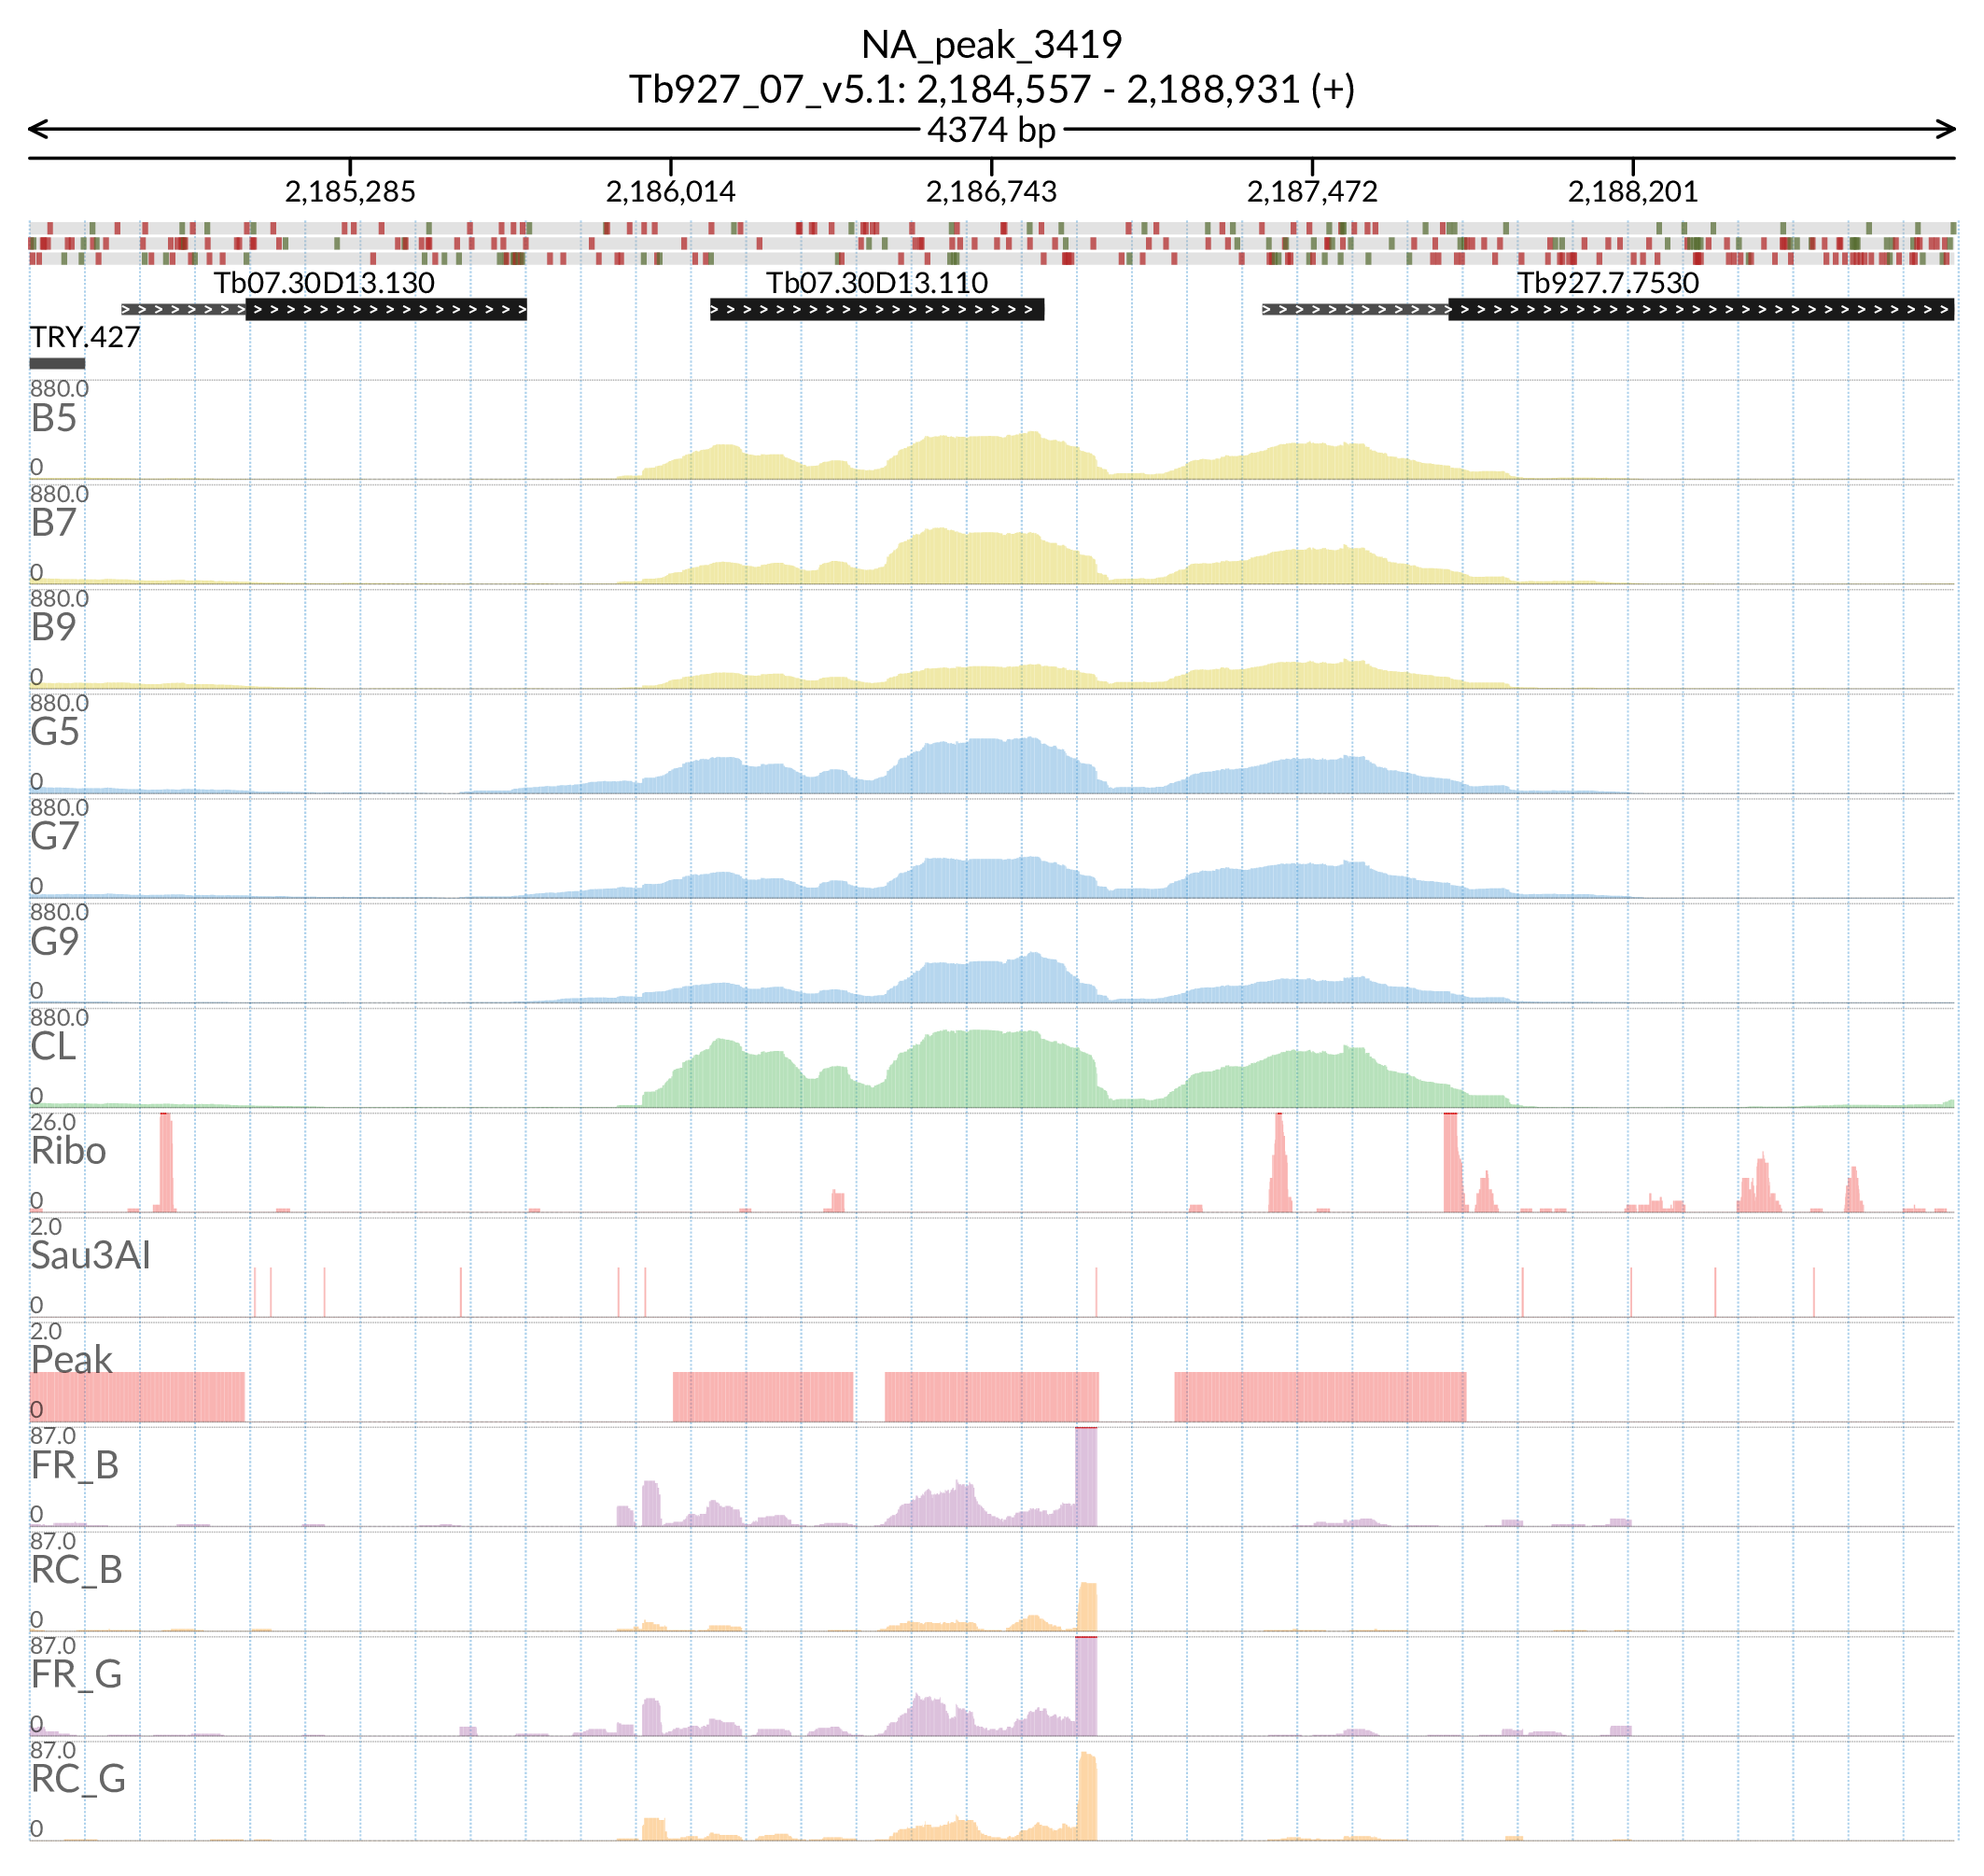 NA_peak_3419
Tb927_07_v5.1: 2,184,557 - 2,188,931 (+)
4374 bp
2,185,285 2,186,014 2,186,743 2,187,472 2,188,201
Tb07.30D13.130 Tb07.30D13.110 Tb927.7.7530
TRY.427
880.0
B5
0
880.0
B7
0
880.0
B9
0
880.0
G5
0
880.0
G7
0
880.0
G9
0
880.0
CL
0
26.0
Ribo
0
2.0
Sau3AI
0
2.0
Peak
0
87.0
FR_B
0
87.0
RC_B
0
87.0
FR_G
0
87.0
RC_G
0